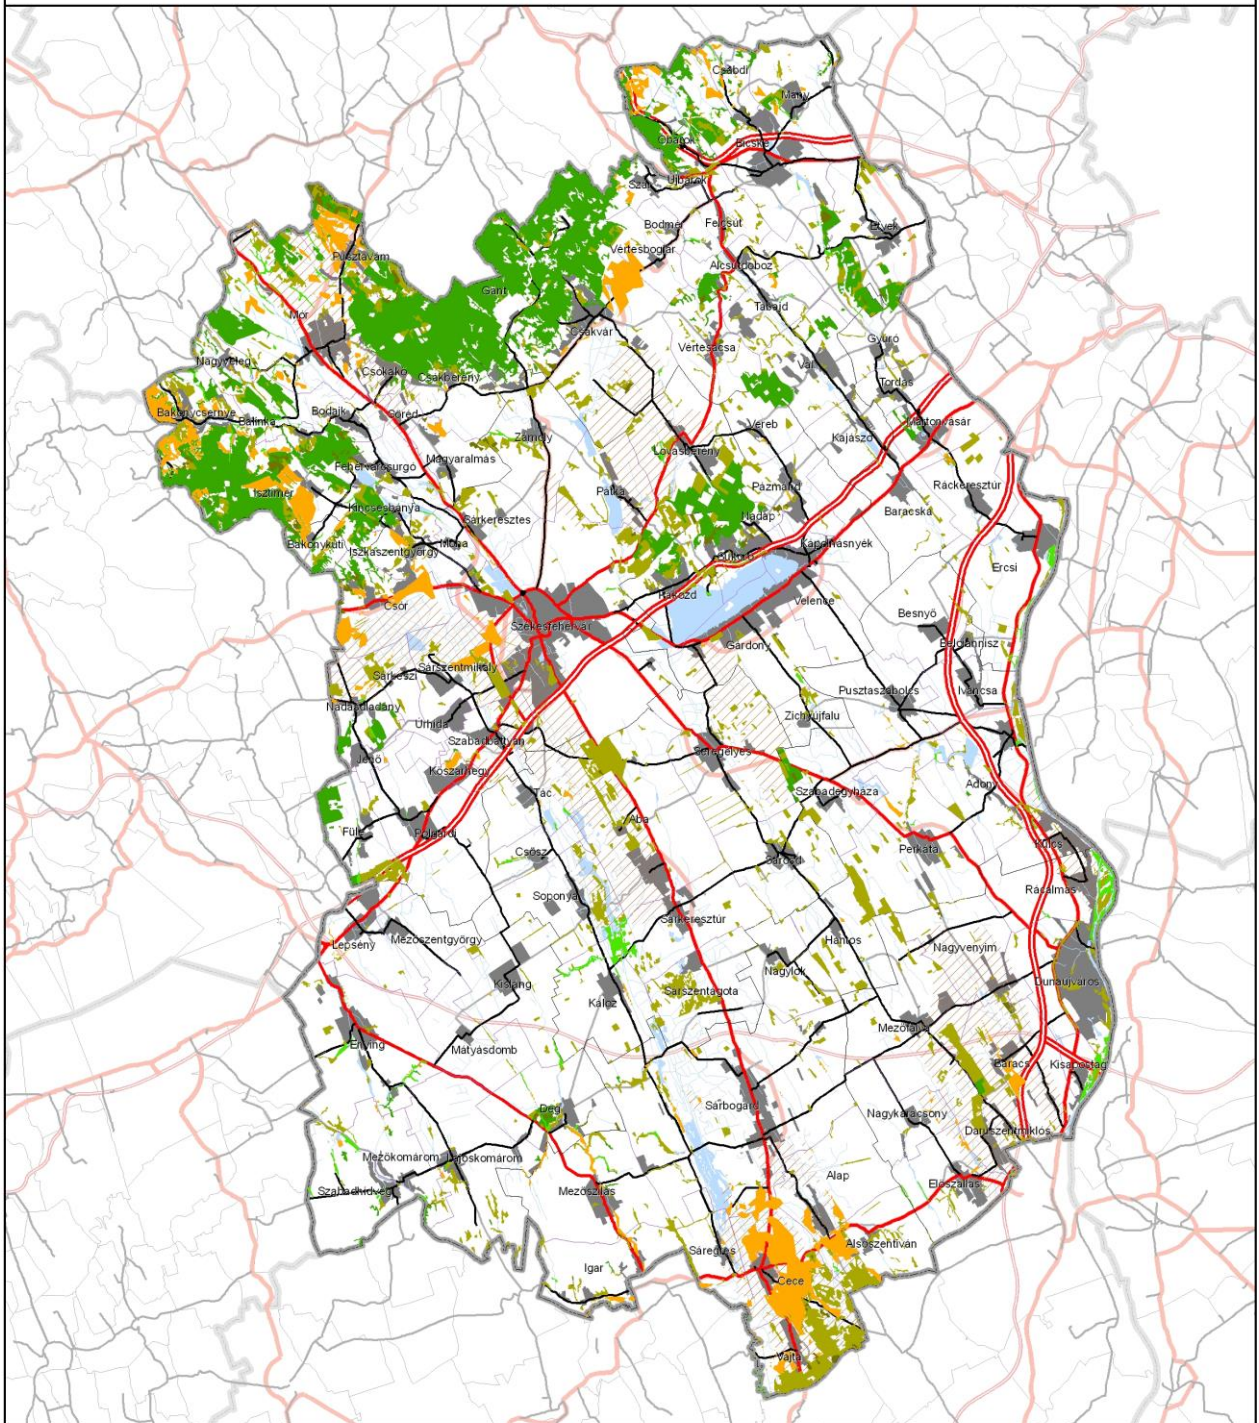 Csabdi
Mány
Óbarok
Bicske
Újbarok
Szár
Bodmér
Felcsút
Etyek
Vértesboglár
Pusztavám
Alcsútdoboz
Gánt
Tabajd
Mór
Csákvár
Vértesacsa
Gyúró
Nagyveleg
Csókakő
Csákberény
Vál
Tordas
Bakonycsernye
Balinka
Bodajk
Söréd
Zámoly
Vereb
Kajászó
Martonvásár
Lovasberény
Fehérvárcsurgó
Magyaralmás
Pátka
Pázmánd
Ráckeresztúr
Isztimér
Kincsesbánya
Sárkeresztes
Nadap
Baracska
Bakonykúti
Iszkaszentgyörgy
Moha
Sukoró
Kápolnásnyék
Ercsi
Csór
Pákozd
Velence
Besnyő
Székesfehérvár
Gárdony
Beloiannisz
Sárkeszi
Sárszentmihály
Pusztaszabolcs
Iváncsa
Nádasdladány
Úrhida
Zichyújfalu
Szabadbattyán
Seregélyes
Jenő
Kőszárhegy
Tác
Szabadegyháza
Adony
Füle
Polgárdi
Aba
Csősz
Sárosd
Perkáta
Kulcs
Soponya
Rácalmás
Sárkeresztúr
Lepsény
Mezőszentgyörgy
Hantos
Nagyvenyim
Kisláng
Nagylók
Dunaújváros
Káloz
Sárszentágota
Mezőfalva
Enying
Mátyásdomb
Baracs
Kisapostag
Dég
Sárbogárd
Nagykarácsony
Daruszentmiklós
Mezőkomárom
Lajoskomárom
Alap
Előszállás
Szabadhídvég
Mezőszilas
Sáregres
Alsószentiván
Igar
Cece
Vajta